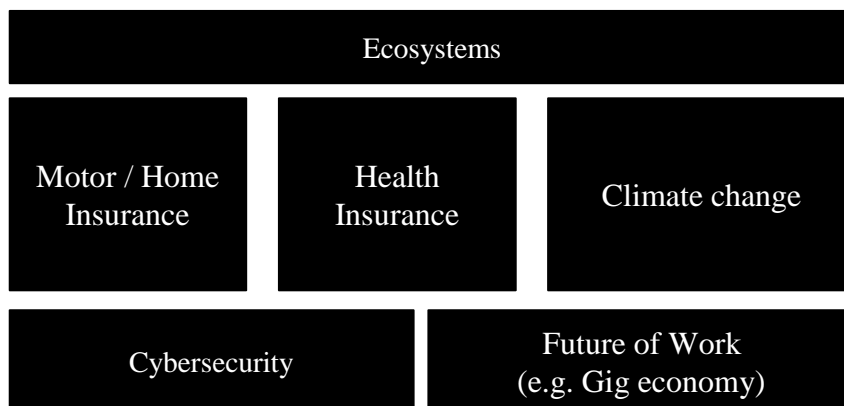 Ecosystems
Motor / Home
Insurance
Health
Insurance
Climate change
Cybersecurity
Future of Work
(e.g. Gig economy)